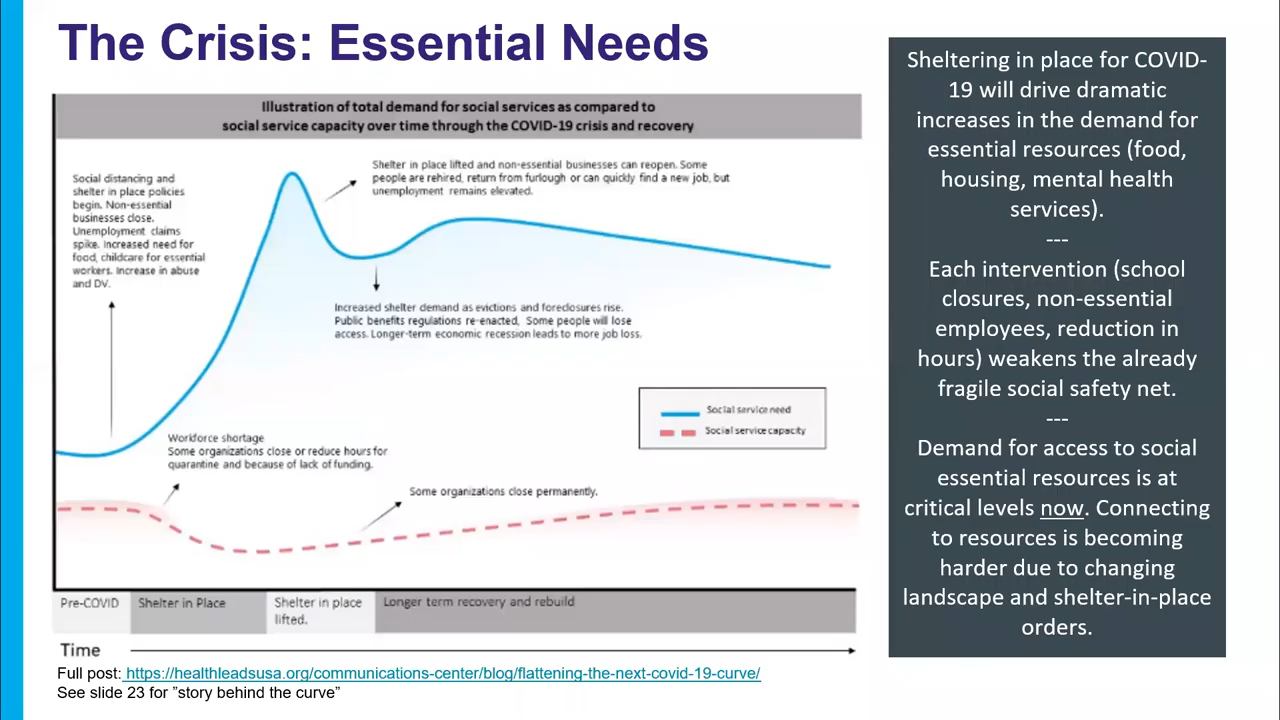 The Crisis: Essential Needs
Illustration of total demand for social services as compared to
social service capacity over time through the COVID-19 crisis and recovery
Social distancing and
shelter in place policies
begin. Non-essential
businesses close.
Unemployment claims
spike. Increased need for
food, childcare for essential
workers. Increase in abuse
and DV.
Shelter in place lifted and non-essential businesses can reopen. Some
people are rehired, return from furlough or can quickly find a new job, but
unemployment remains elevated.
Increased shelter demand as evictions and foreclosures rise.
Public benefits regulations re-enacted, Some people will lose
access. Longer-term economic recession leads to more job loss.
Social service need
Social service capacity
Workforce shortage
Some organizations close or reduce hours for
quarantine and because of lack of funding.
Some organizations close permanently.
Pre-COVID
Shelter in Place
Shelter in place
lifted.
Longer term recovery and rebuild
Time
Full post: https://healthleadsusa.org/communications-center/blog/flattening-the-next-covid-19-curve/
See slide 23 for ”story behind the curve”
Sheltering in place for COVID-
19 will drive dramatic
increases in the demand for
essential resources (food,
housing, mental health
services).
---
Each intervention (school
closures, non-essential
employees, reduction in
hours) weakens the already
fragile social safety net.
---
Demand for access to social
essential resources is at
critical levels now. Connecting
to resources is becoming
harder due to changing
landscape and shelter-in-place
orders.